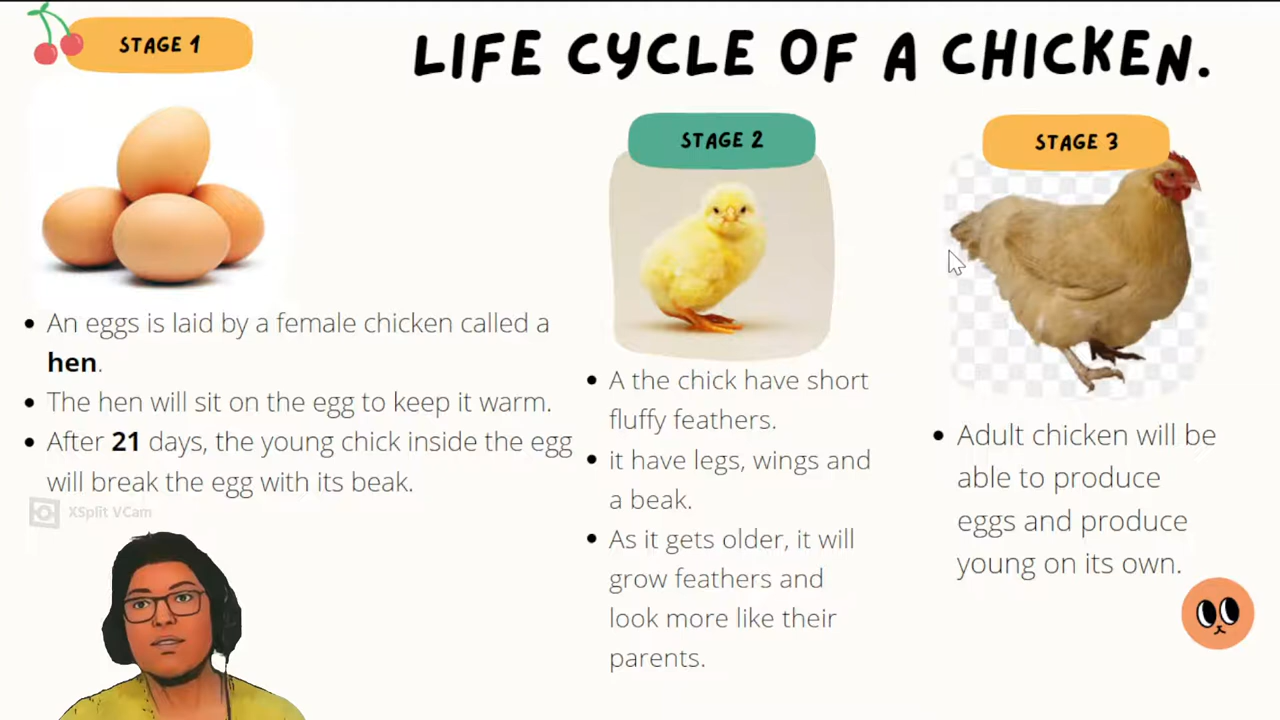 STAGE 1
LIFE CYCLE OF A CHICKEN.
An eggs is laid by a female chicken called a
hen.
The hen will sit on the egg to keep it warm.
After 21 days, the young chick inside the egg
will break the egg with its beak.
XSplit VCam
STAGE 2
A the chick have short
fluffy feathers.
it have legs, wings and
a beak.
As it gets older, it will
grow feathers and
look more like their
parents.
STAGE 3
Adult chicken will be
able to produce
eggs and produce
young on its own.